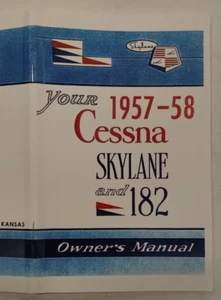 Skylane
your 1957-58
Cessna
SKYLANE
and 182
KANSAS
Owner's Manual